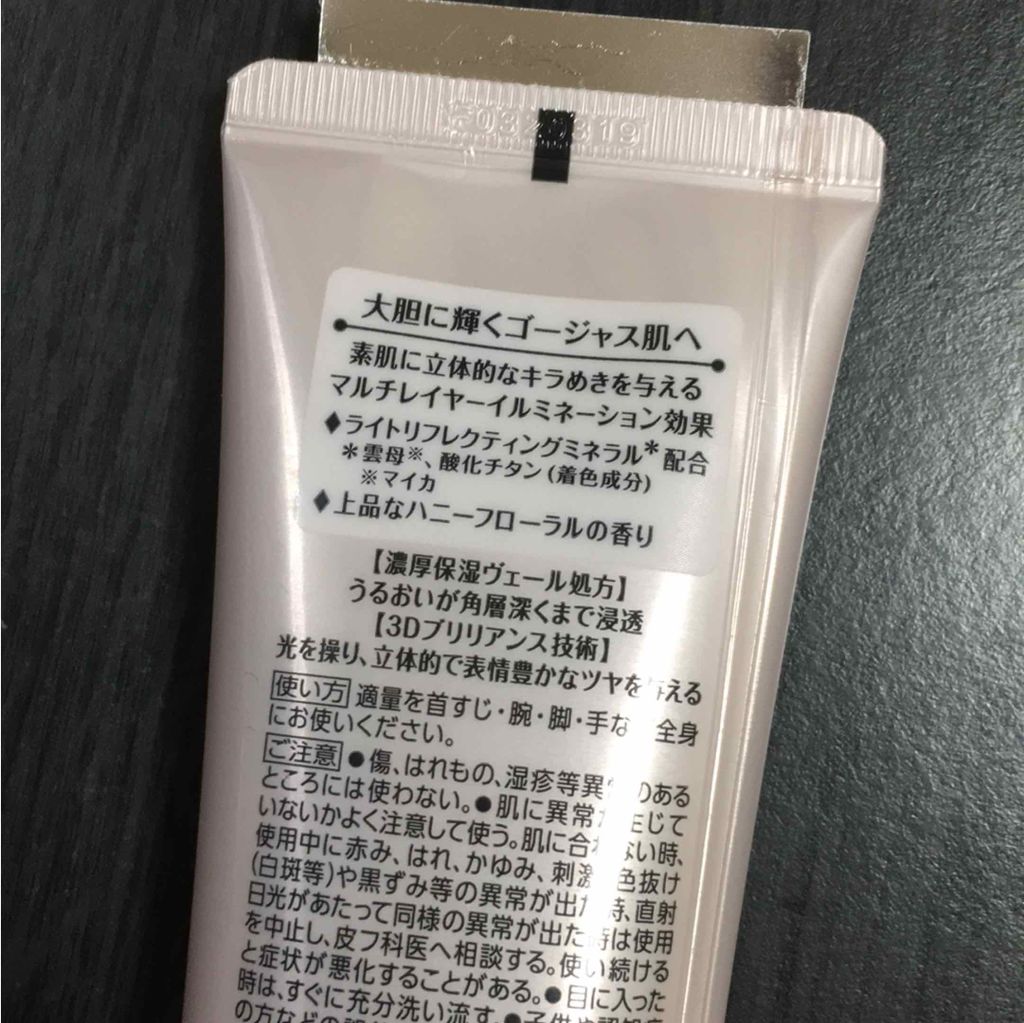 大胆に輝くゴージャス肌へ
素肌に立体的なキラめきを与える
マルチレイヤーイルミネーション効果
♦ライトリフレクティングミネラル*配合
*雲母※、酸化チタン(着色成分)
※マイカ
♦上品なハニーフローラルの香り
【濃厚保湿ヴェール処方】
うるおいが角層深くまで浸透
【3Dブリリアンス技術】
光を操り、立体的で表情豊かなツヤを与える
使い方 適量を首すじ・腕・脚・手な 全身
にお使いください。
ご注意 ●傷、はれもの、湿疹等異 のある
ところには使わない。●肌に異常が生じて
いないかよく注意して使う。肌に合わない時、
使用中に赤み、はれ、かゆみ、刺激 色抜け
(白斑等)や黒ずみ等の異常が出た時、直射
日光があたって同様の異常が出た時は使用
を中止し、皮フ科医へ相談する。使い続ける
と症状が悪化することがある。●目に入った
時は、すぐに充分洗い流す。●子供や認知症
の方などの